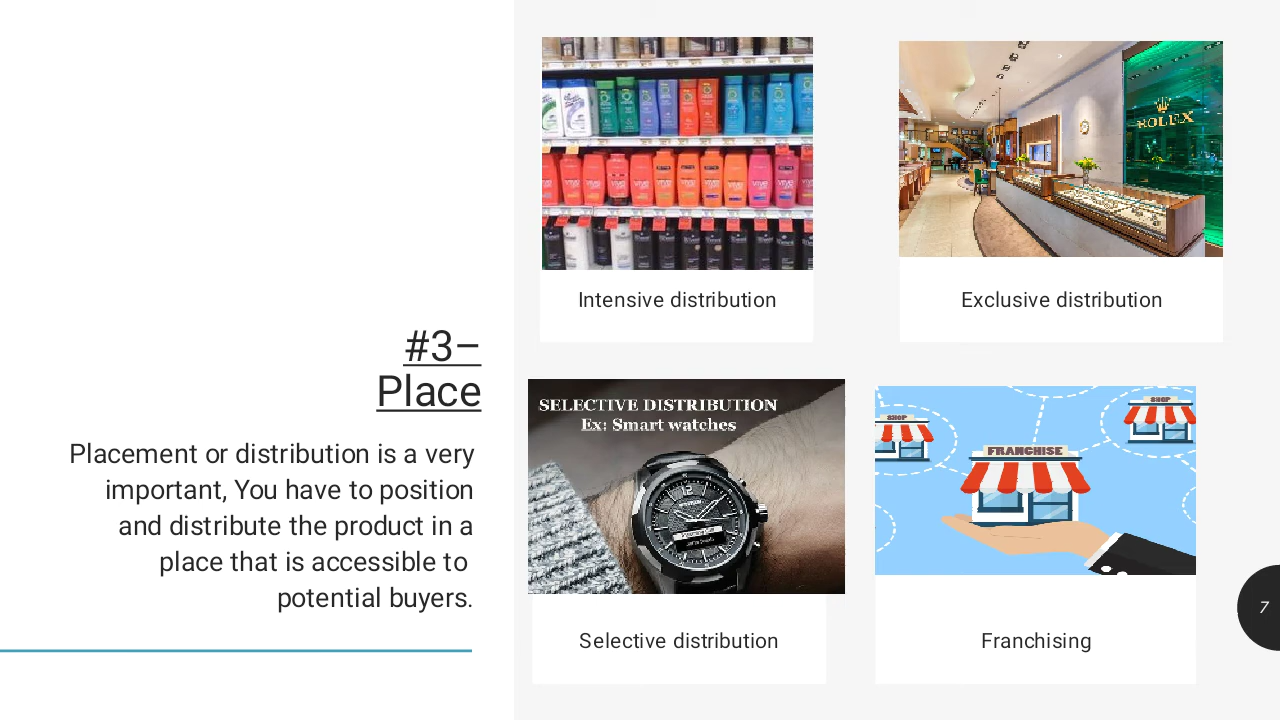 #3–
Place
Placement or distribution is a very
important, You have to position
and distribute the product in a
place that is accessible to
potential buyers.
Intensive distribution
ROLEX
Exclusive distribution
SELECTIVE DISTRIBUTION
Ex: Smart watches
Selective distribution
SHOP
SHOP
FRANCHISE
Franchising
7